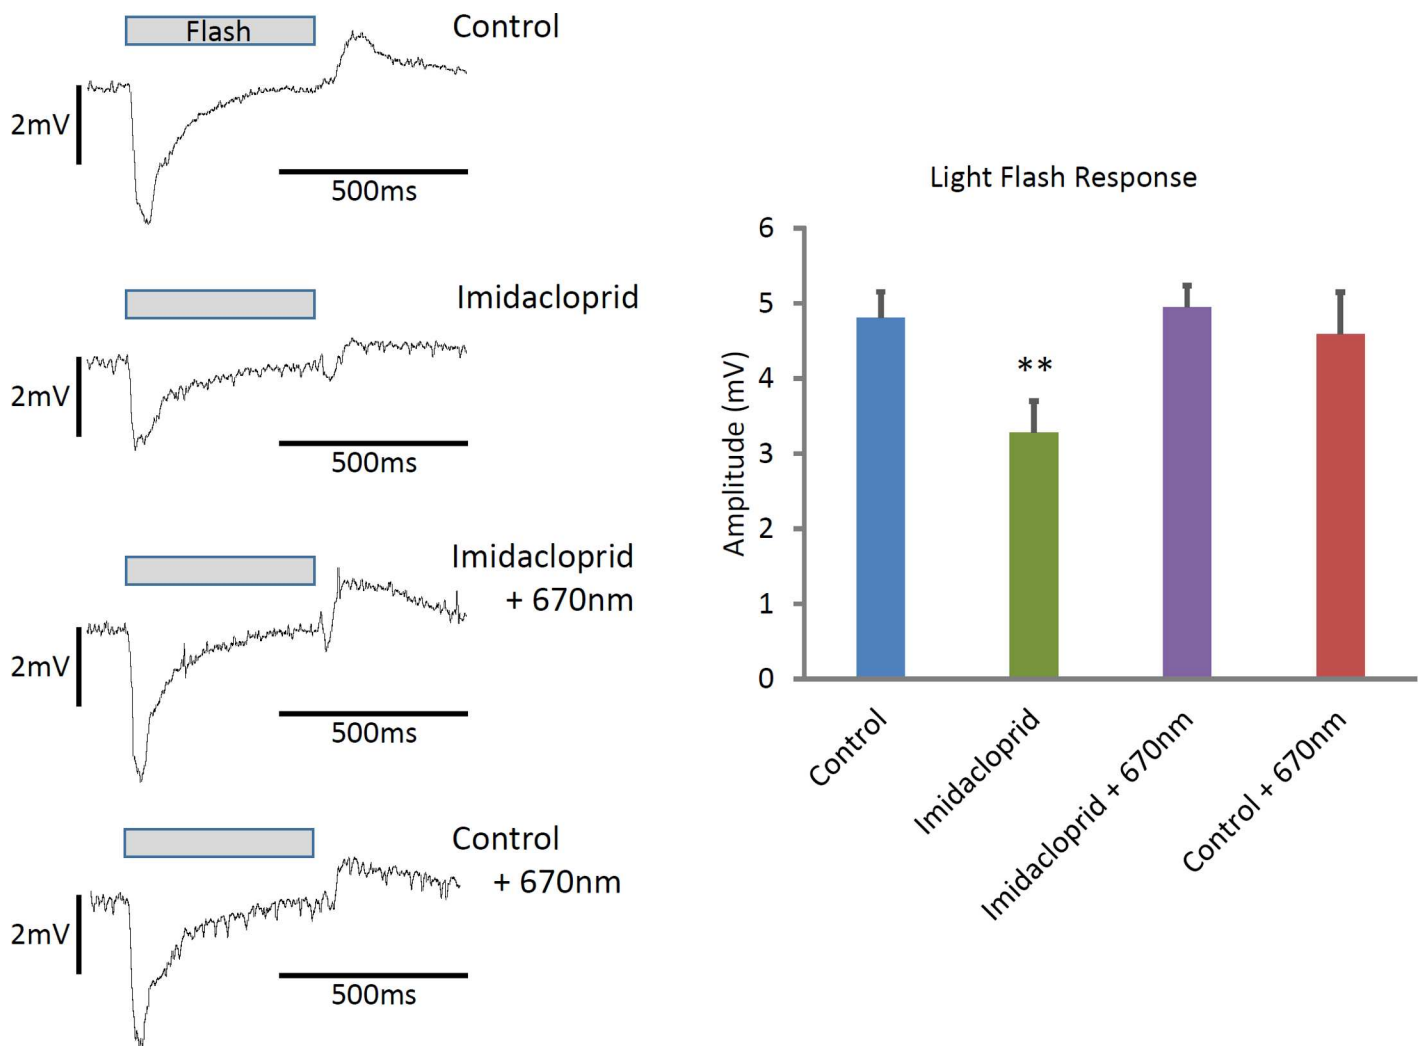 Flash
Control
2mV
500ms
Imidacloprid
2mV
500ms
Imidacloprid
+ 670nm
2mV
500ms
Control
+ 670nm
2mV
500ms
Light Flash Response
Amplitude (mV)
6
5
4
3
2
1
0
**
Control
Imidacloprid
Imidacloprid + 670nm
Control + 670nm